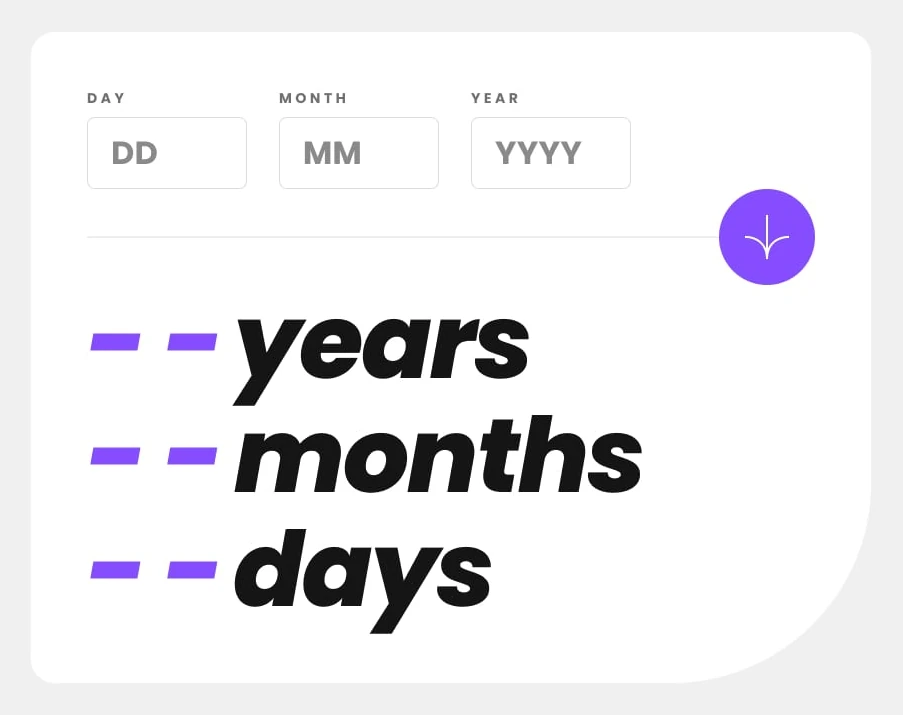 DAY MONTH YEAR
DD MM YYYY
- - years
- - months
- - days